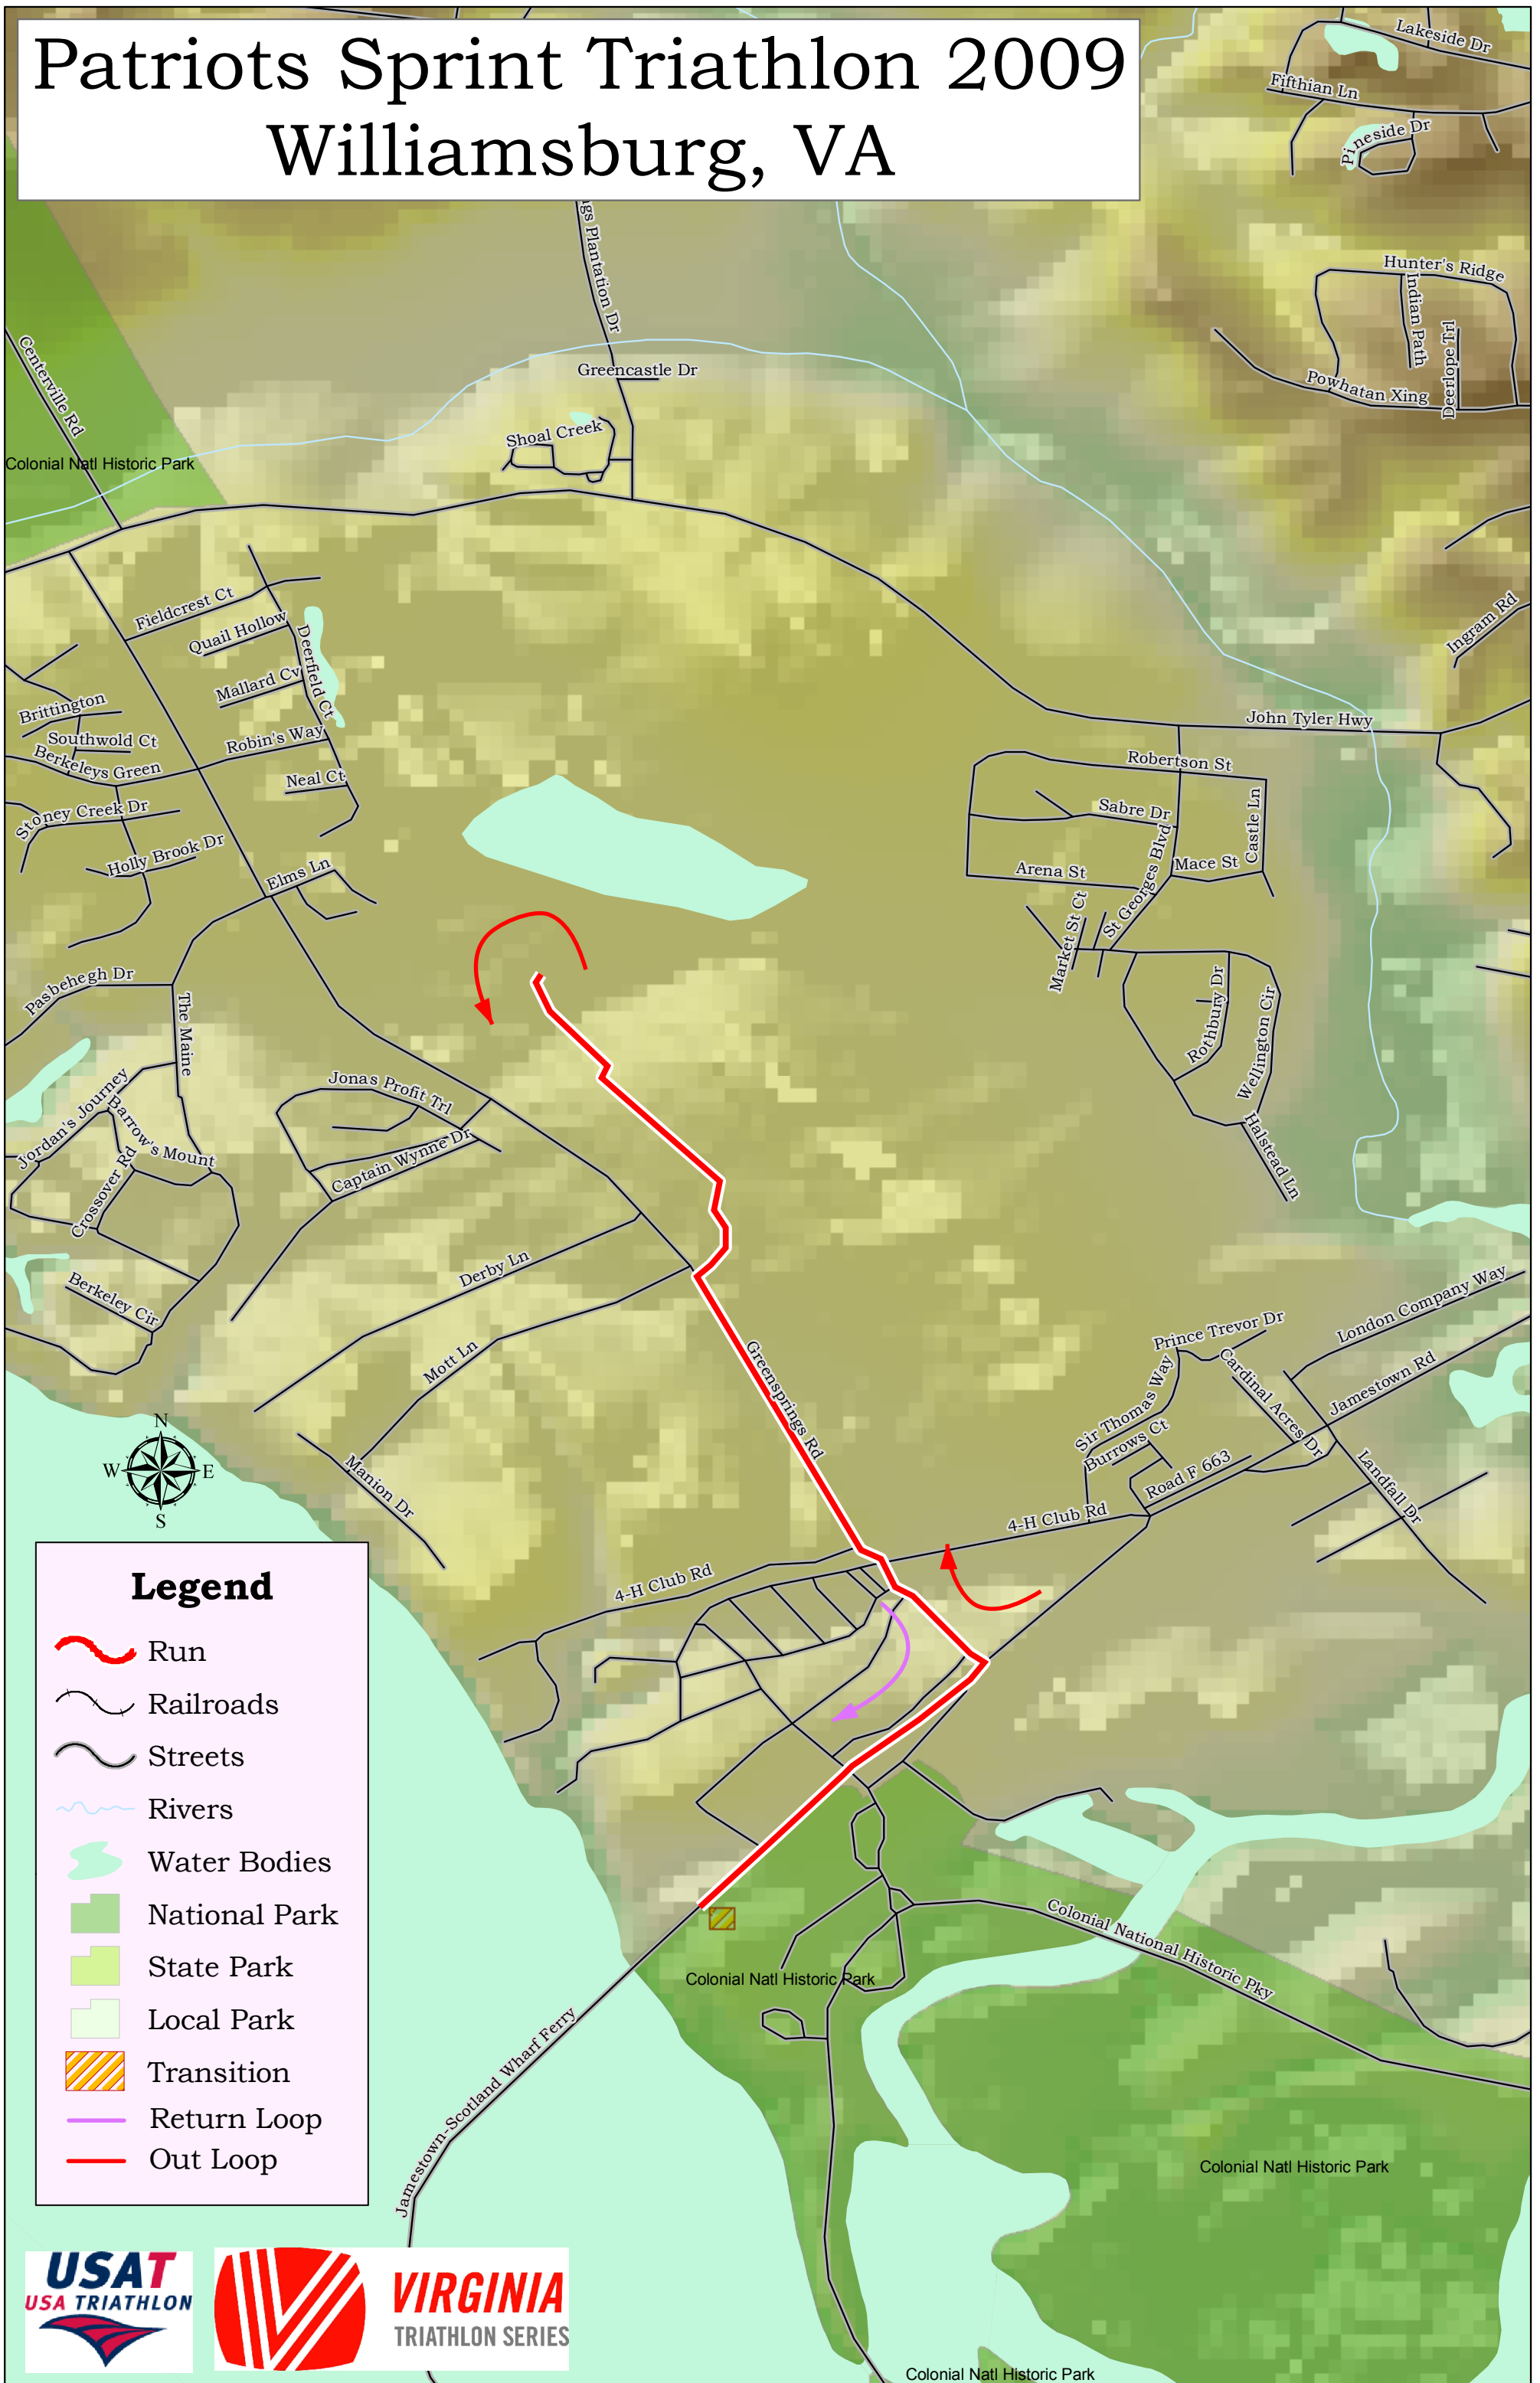 Patriots Sprint Triathlon 2009
Williamsburg, VA
Lakeside Dr
Fifthian Ln
Pineside Dr
ngs Plantation Dr
Hunter's Ridge
Indian Path
Deerlope Trl
Powhatan Xing
Centerville Rd
Greencastle Dr
Shoal Creek
Colonial Natl Historic Park
Fieldcrest Ct
Quail Hollow
Deerfield Ct
Mallard Cv
Ingram Rd
Brittington
Southwold Ct
Robin's Way
Berkeleys Green
Neal Ct
John Tyler Hwy
Robertson St
Stoney Creek Dr
Sabre Dr
Castle Ln
Holly Brook Dr
Elms Ln
Arena St
St Georges Blvd
Mace St
Market St Ct
Pasbehegh Dr
The Maine
Rothbury Dr
Wellington Cir
Jordan's Journey
Barrow's Mount
Jonas Profit Trl
Captain Wynne Dr
Crossover Rd
Halstead Ln
Berkeley Cir
Derby Ln
Mott Ln
Greensprings Rd
London Company Way
Prince Trevor Dr
Sir Thomas Way
Cardinal Acres Dr
Jamestown Rd
Burrows Ct
Road F 663
Landfall Dr
Manion Dr
4-H Club Rd
4-H Club Rd
N
W
E
S
Legend
Run
Railroads
Streets
Rivers
Water Bodies
National Park
State Park
Local Park
Transition
Return Loop
Out Loop
Colonial National Historic Pky
Colonial Natl Historic Park
Jamestown-Scotland Wharf Ferry
Colonial Natl Historic Park
Colonial Natl Historic Park
USAT
USA TRIATHLON
VIRGINIA
TRIATHLON SERIES